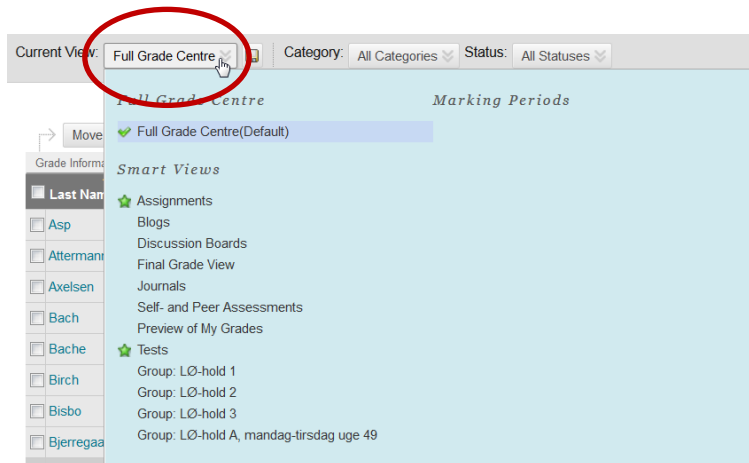 Current View: Full Grade Centre Category: All Categories Status: All Statuses
Full Grade Centre Marking Periods
Move
Full Grade Centre(Default)
Grade Informa
Smart Views
Last Nam
Assignments
Asp
Blogs
Discussion Boards
Attermann
Final Grade View
Axelsen
Journals
Self- and Peer Assessments
Bach
Preview of My Grades
Bache
Tests
Group: LØ-hold 1
Birch
Group: LØ-hold 2
Bisbo
Group: LØ-hold 3
Bjerregaa
Group: LØ-hold A, mandag-tirsdag uge 49